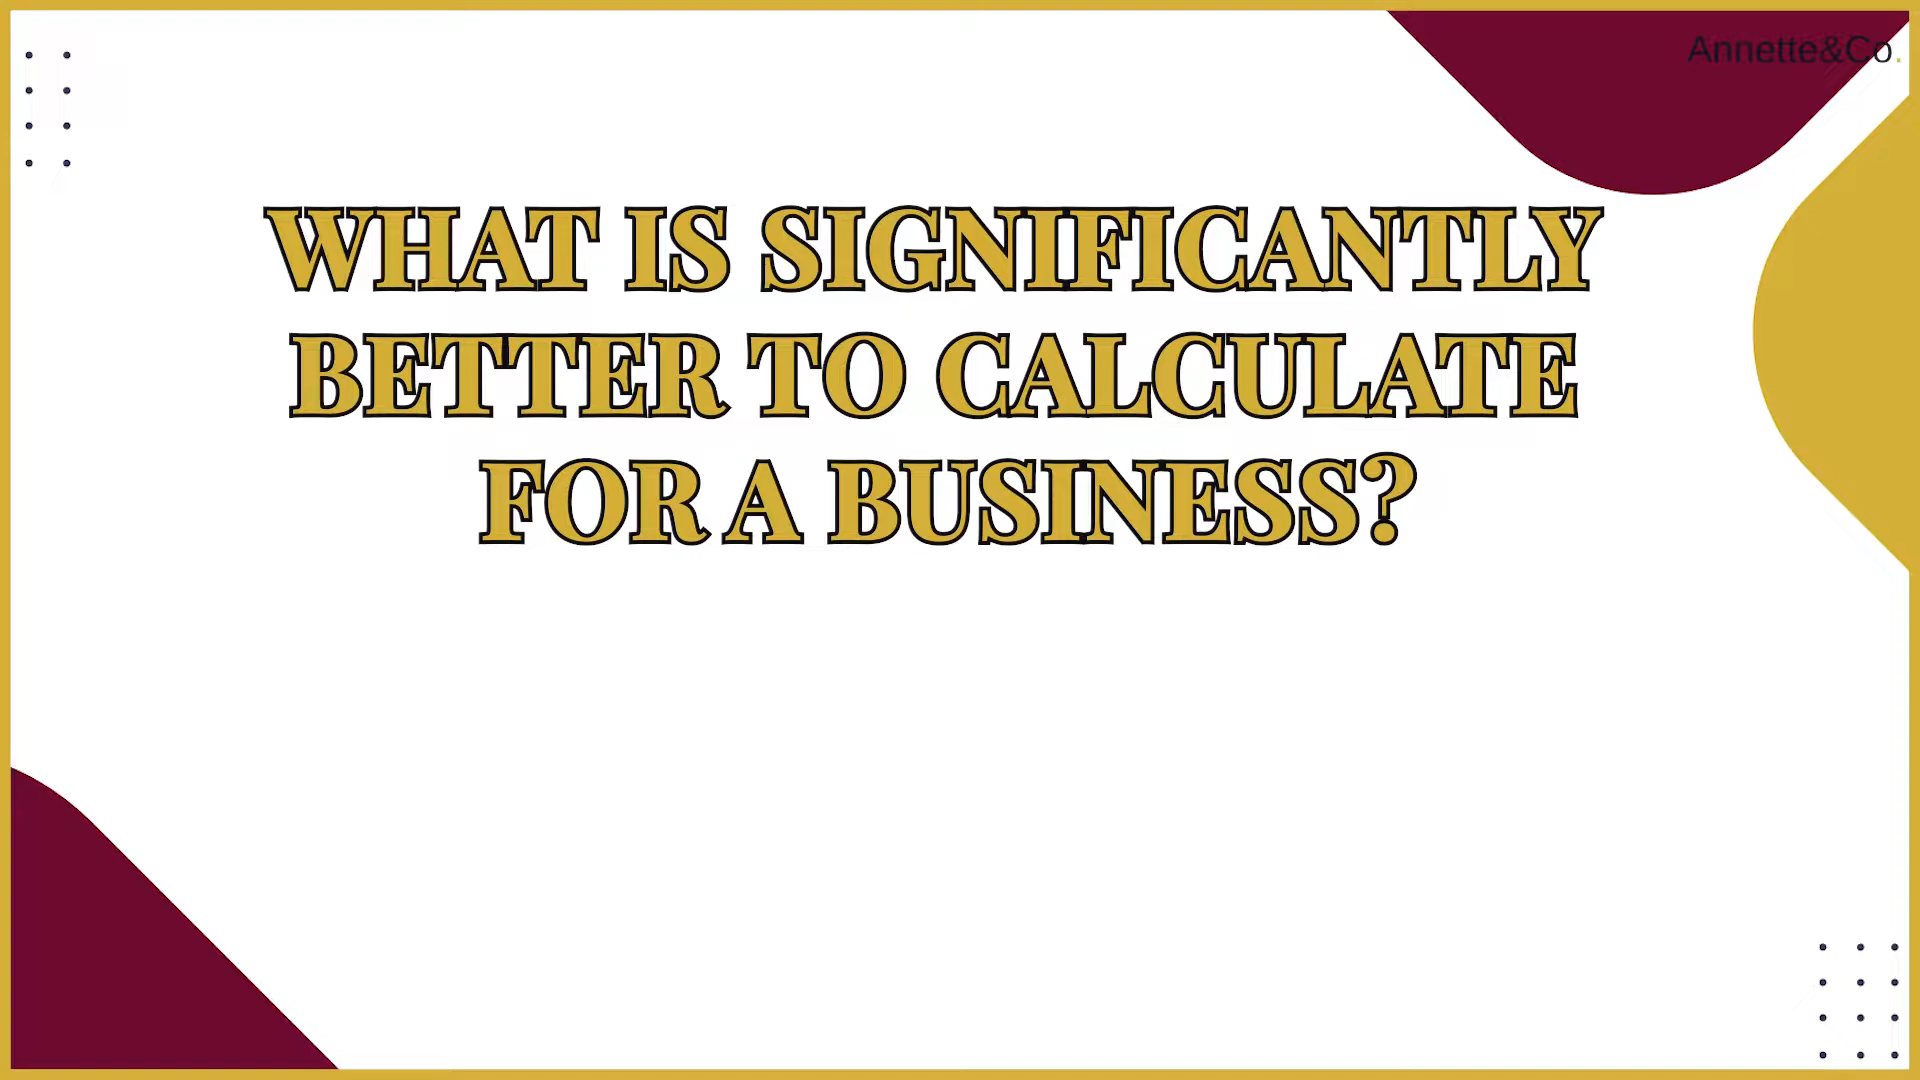 Annette&Co.
WHAT IS SIGNIFICANTLY
BETTER TO CALCULATE
FOR A BUSINESS?